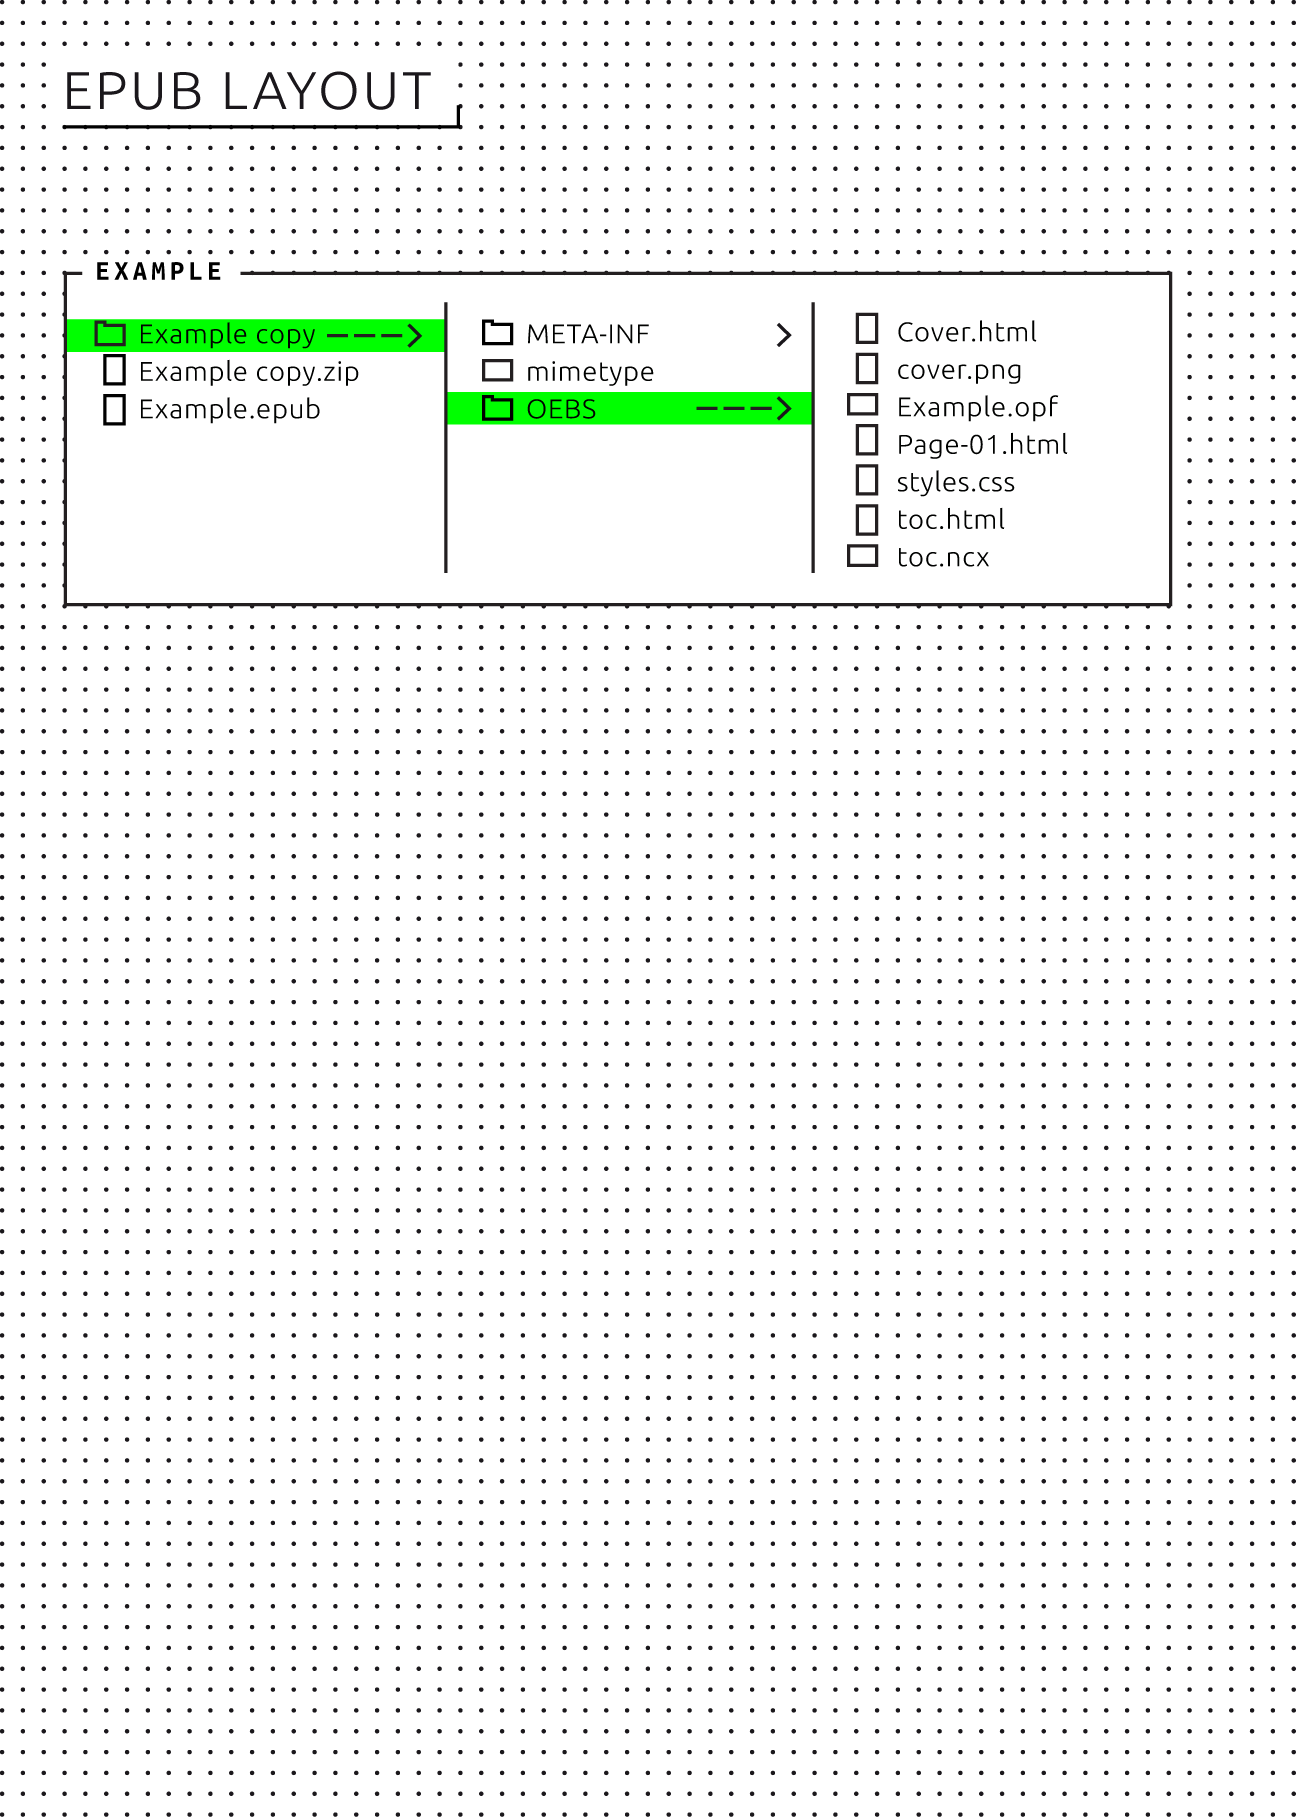 EPUB LAYOUT
EXAMPLE
Example copy
Example copy.zip
Example.epub
META-INF
mimetype
OEBS
Cover.html
cover.png
Example.opf
Page-01.html
styles.css
toc.html
toc.ncx